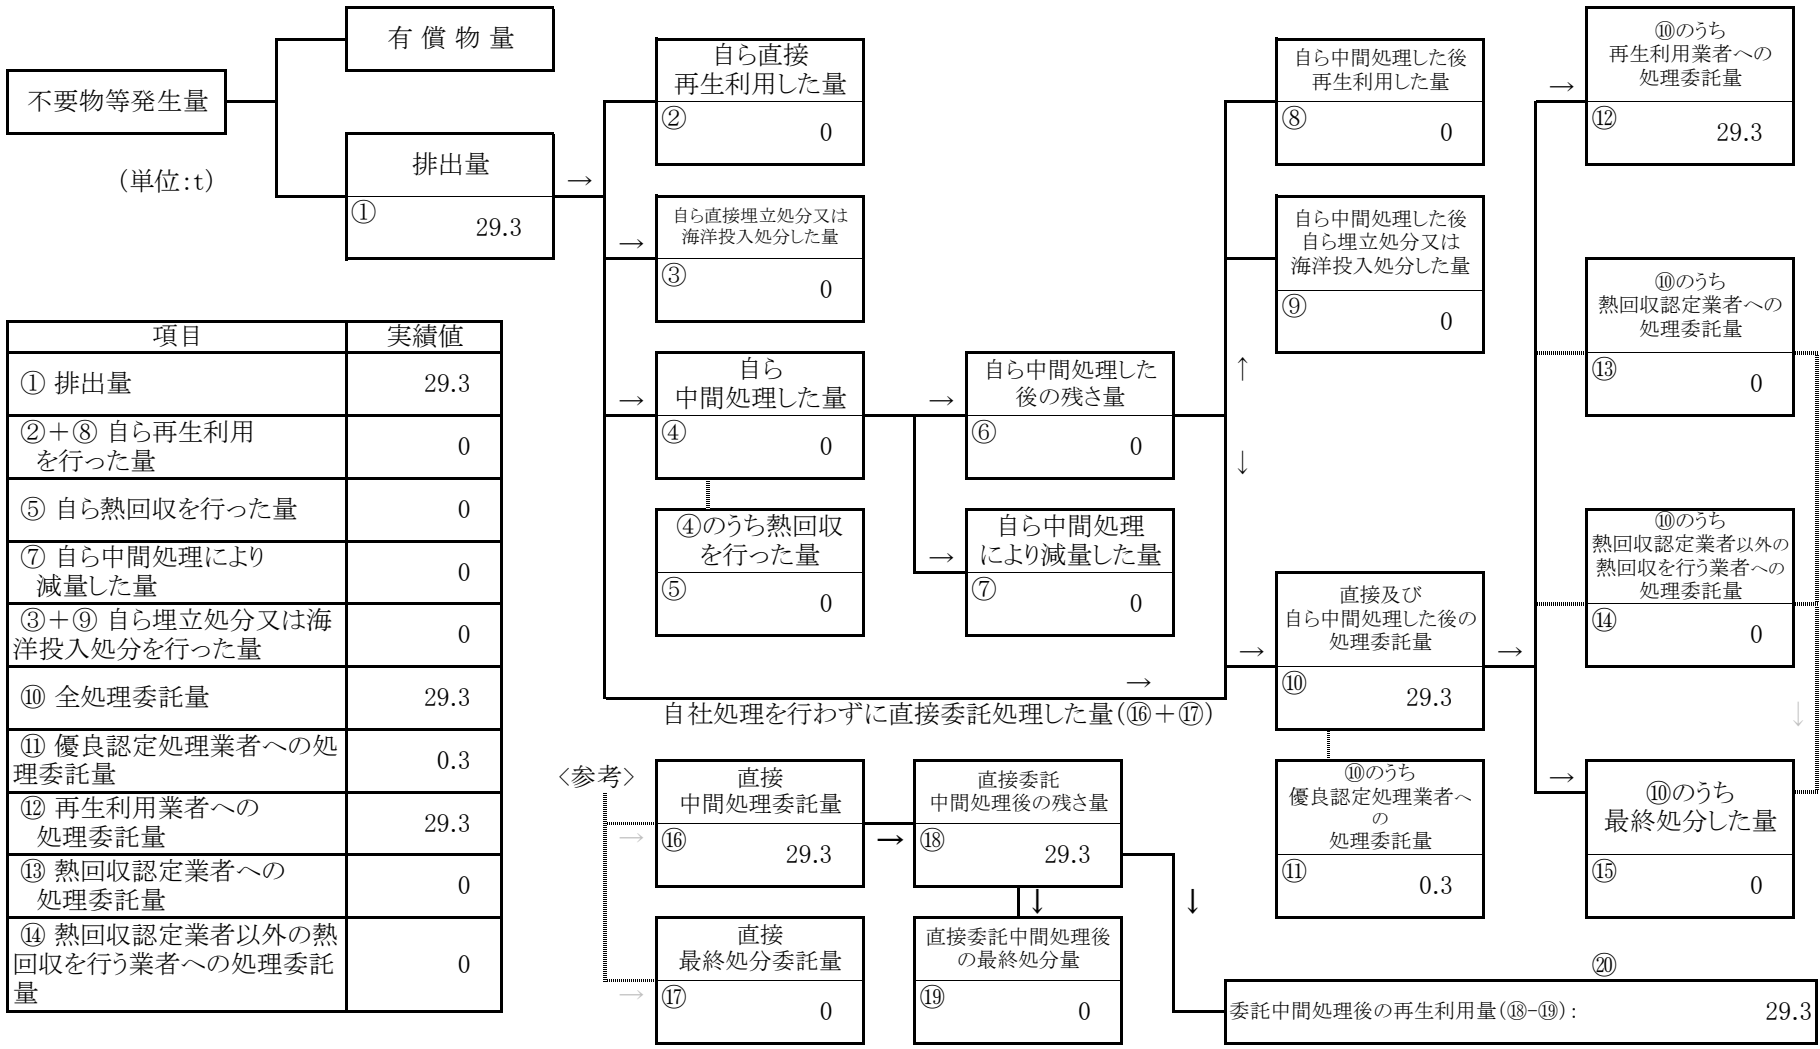 有 償 物 量
不要物等発生量
（単位:t）
排出量
①
29.3
→
自ら直接
再生利用した量
②
0
→
自ら直接埋立処分又は
海洋投入処分した量
③
0
→
自ら
中間処理した量
④
0
④のうち熱回収
を行った量
⑤
0
→
自ら中間処理した
後の残さ量
⑥
0
→
自ら中間処理
により減量した量
⑦
0
↑
↓
自ら中間処理した後
再生利用した量
⑧
0
自ら中間処理した後
自ら埋立処分又は
海洋投入処分した量
⑨
0
→
自社処理を行わずに直接委託処理した量（⑯＋⑰）
→
直接及び
自ら中間処理した後の
処理委託量
⑩
29.3
⑩のうち
優良認定処理業者へ
の
処理委託量
⑪
0.3
→
→
⑩のうち
再生利用業者への
処理委託量
⑫
29.3
⑩のうち
熱回収認定業者への
処理委託量
⑬
0
⑩のうち
熱回収認定業者以外の
熱回収を行う業者への
処理委託量
⑭
0
↓
→
⑩のうち
最終処分した量
⑮
0
項目 実績値
① 排出量 29.3
②＋⑧ 自ら再生利用
を行った量
0
⑤ 自ら熱回収を行った量 0
⑦ 自ら中間処理により
減量した量
0
③＋⑨ 自ら埋立処分又は海
洋投入処分を行った量
0
⑩ 全処理委託量 29.3
⑪ 優良認定処理業者への処
理委託量
0.3
⑫ 再生利用業者への
処理委託量
29.3
⑬ 熱回収認定業者への
処理委託量
0
⑭ 熱回収認定業者以外の熱
回収を行う業者への処理委託
量
0
〈参考〉
→
直接
中間処理委託量
⑯
29.3
→
直接委託
中間処理後の残さ量
⑱
29.3
↓
↓
→
直接
最終処分委託量
⑰
0
直接委託中間処理後
の最終処分量
⑲
0
⑳
委託中間処理後の再生利用量（⑱-⑲）: 29.3